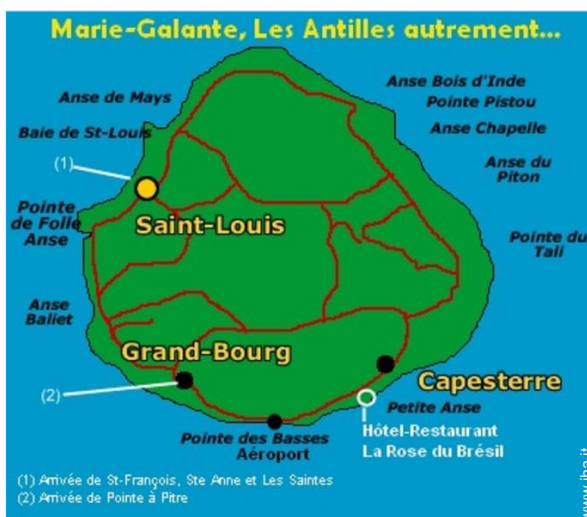 Marie-Galante, Les Antilles autrement...
Anse Bois d'Inde
Anse de Mays
Pointe Pistou
Baie de St-Louis
Anse Chapelle
(1)
Anse du
Piton
Pointe
de Folle
Anse
Saint-Louis
Pointe du
Tali
Anse
Baliet
Grand-Bourg
Capesterre
(2)
Petite Anse
Hôtel-Restaurant
La Rose du Brésil
Pointe des Basses
Aéroport
(1) Arrivée de St-François, Ste Anne et Les Saintes
(2) Arrivée de Pointe à Pitre
www.iha.it